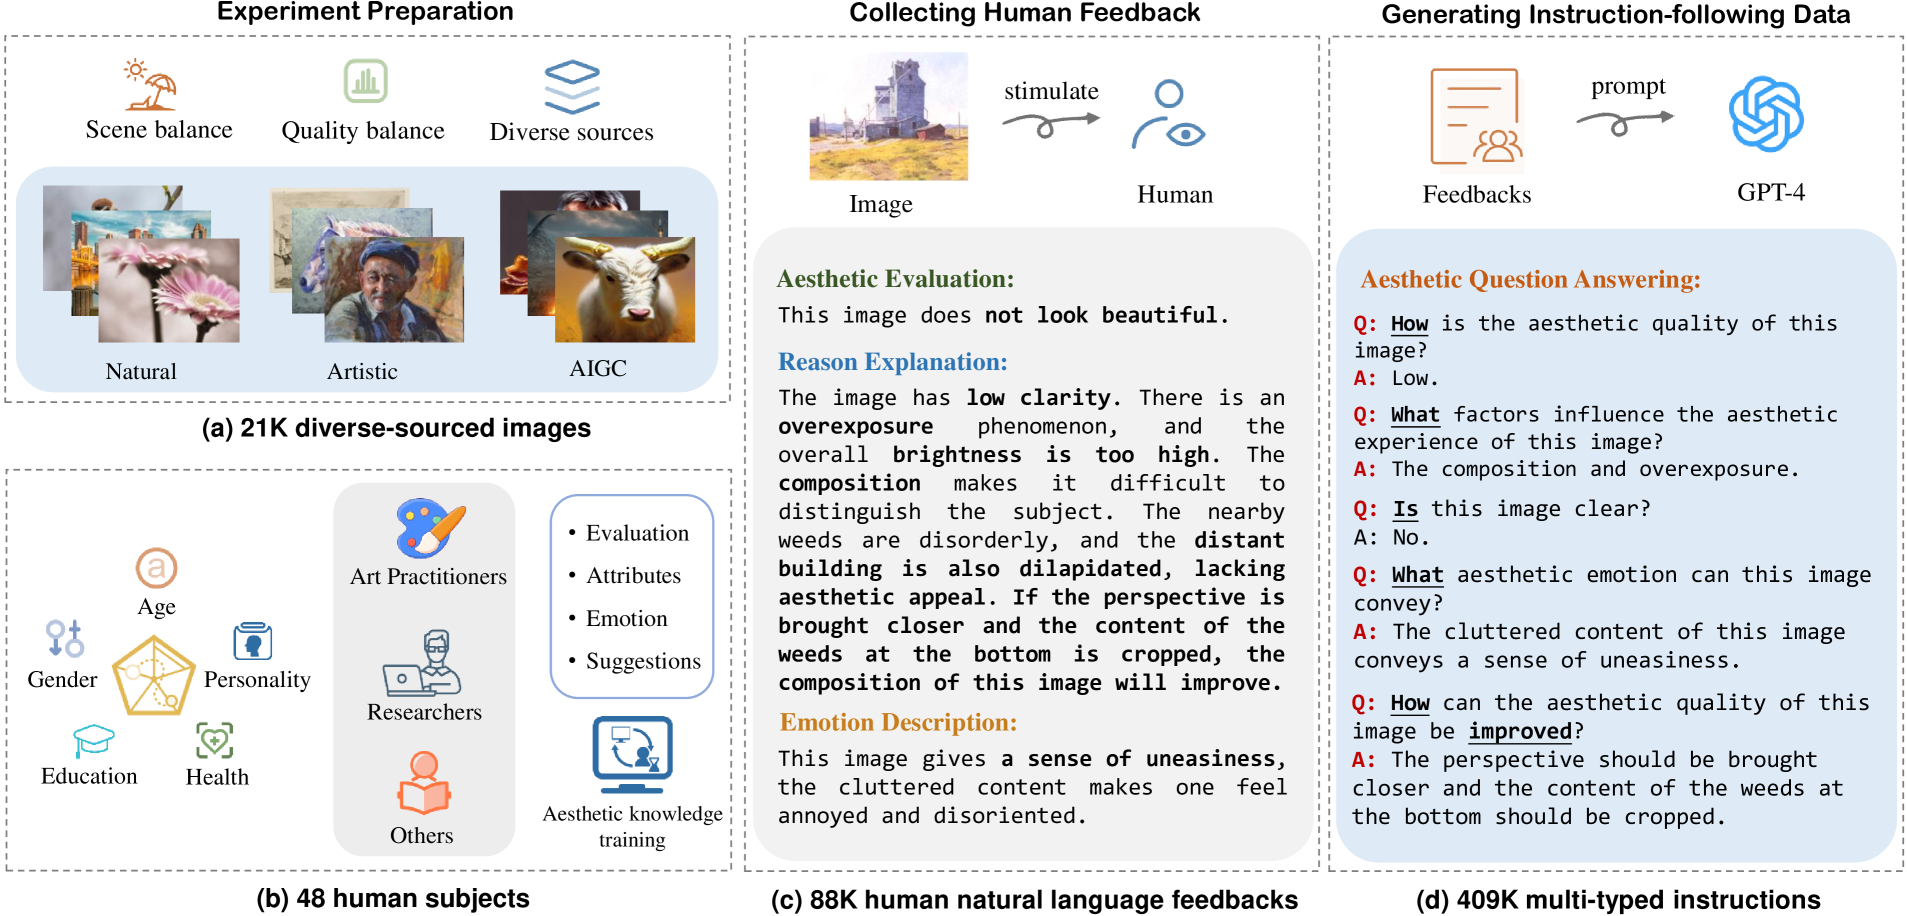 Experiment Preparation
Scene balance
Quality balance
Diverse sources
Natural
Artistic
AIGC
(a) 21K diverse-sourced images
a
Age
Gender
Personality
Education
Health
Art Practitioners
Researchers
Others
• Evaluation
• Attributes
• Emotion
• Suggestions
Aesthetic knowledge
training
(b) 48 human subjects
Collecting Human Feedback
stimulate
Image
Human
Aesthetic Evaluation:
This image does not look beautiful.
Reason Explanation:
The image has low clarity. There is an
overexposure phenomenon, and the
overall brightness is too high. The
composition makes it difficult to
distinguish the subject. The nearby
weeds are disorderly, and the distant
building is also dilapidated, lacking
aesthetic appeal. If the perspective is
brought closer and the content of the
weeds at the bottom is cropped, the
composition of this image will improve.
Emotion Description:
This image gives a sense of uneasiness,
the cluttered content makes one feel
annoyed and disoriented.
(c) 88K human natural language feedbacks
Generating Instruction-following Data
prompt
Feedbacks
GPT-4
Aesthetic Question Answering:
Q: How is the aesthetic quality of this
image?
A: Low.
Q: What factors influence the aesthetic
experience of this image?
A: The composition and overexposure.
Q: Is this image clear?
A: No.
Q: What aesthetic emotion can this image
convey?
A: The cluttered content of this image
conveys a sense of uneasiness.
Q: How can the aesthetic quality of this
image be improved?
A: The perspective should be brought
closer and the content of the weeds at
the bottom should be cropped.
(d) 409K multi-typed instructions